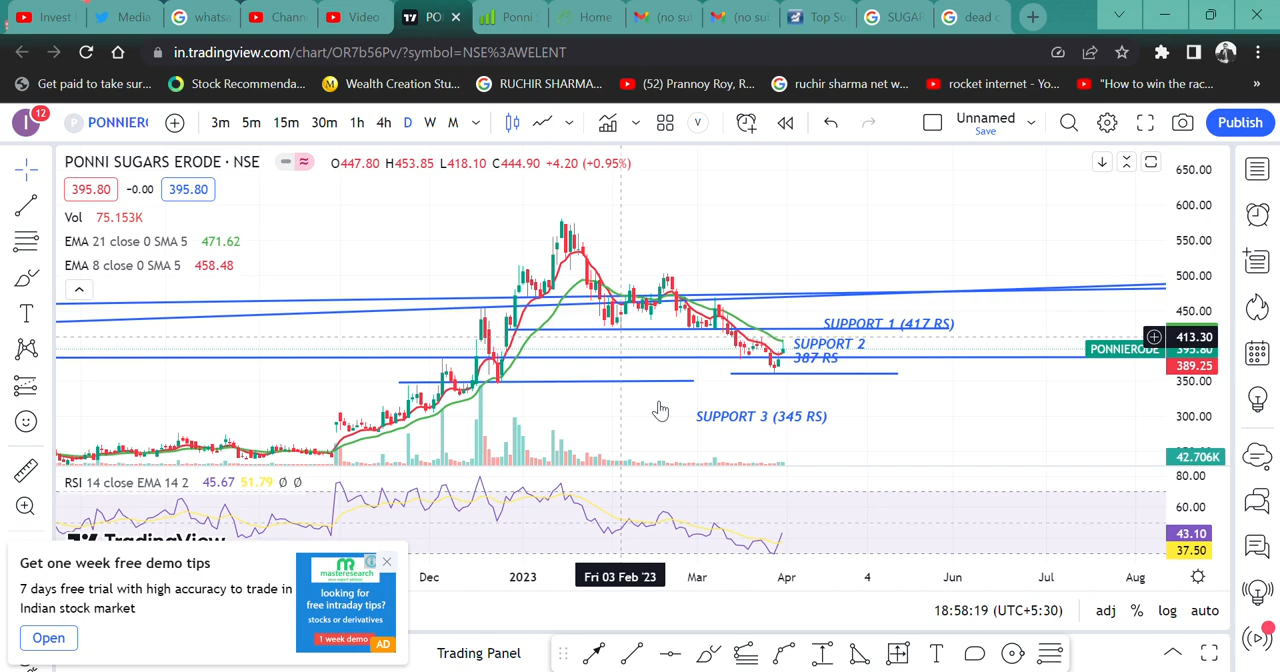 Invest
Media
whats
Chann
Video
PO
Ponni
Home
(no su
(no su
Top Su
SUGAR
dead c
in.tradingview.com/chart/OR7b56Pv/?symbol=NSE%3AWELENT
Get paid to take sur...
Stock Recommenda...
Wealth Creation Stu...
RUCHIR SHARMA...
(52) Prannoy Roy, R...
ruchir sharma net w...
rocket internet - Yo...
"How to win the rac...
»
I 12
P PONNIER
3m 5m 15m 30m 1h 4h D W M
V
Unnamed
Save
Publish
PONNI SUGARS ERODE · NSE
O447.80 H453.85 L418.10 C444.90 +4.20 (+0.95%)
395.80 -0.00 395.80
Vol 75.153K
EMA 21 close 0 SMA 5 471.62
EMA 8 close 0 SMA 5 458.48
650.00
600.00
550.00
500.00
450.00
413.30
PONNIERODE 395.80
389.25
350.00
300.00
42.706K
SUPPORT 1 (417 RS)
SUPPORT 2
387 RS
SUPPORT 3 (345 RS)
RSI 14 close EMA 14 2 45.67 51.79 Ø Ø
80.00
60.00
43.10
37.50
TradingView
Dec 2023 Fri 03 Feb '23 Mar Apr 4 Jun Jul Aug
Get one week free demo tips
7 days free trial with high accuracy to trade in
Indian stock market
Open
masteresearch
looking for
free intraday tips?
stocks or derivatives
1 week demo
AD
18:58:19 (UTC+5:30) adj % log auto
Trading Panel